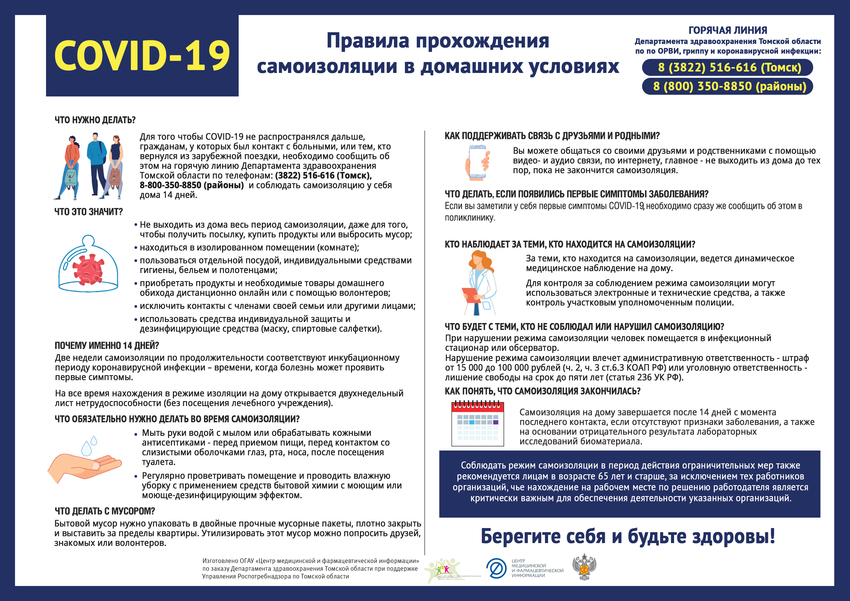 COVID-19
Правила прохождения
самоизоляции в домашних условиях
ГОРЯЧАЯ ЛИНИЯ
Департамента здравоохранения Томской области
по по ОРВИ, гриппу и коронавирусной инфекции:
8 (3822) 516-616 (Томск)
8 (800) 350-8850 (районы)
ЧТО НУЖНО ДЕЛАТЬ?
Для того чтобы COVID-19 не распространялся дальше,
гражданам, у которых был контакт с больными, или тем, кто
вернулся из зарубежной поездки, необходимо сообщить об
этом на горячую линию Департамента здравоохранения
Томской области по телефонам: (3822) 516-616 (Томск),
8-800-350-8850 (районы) и соблюдать самоизоляцию у себя
дома 14 дней.
ЧТО ЭТО ЗНАЧИТ?
• Не выходить из дома весь период самоизоляции, даже для того,
чтобы получить посылку, купить продукты или выбросить мусор;
• находиться в изолированном помещении (комнате);
• пользоваться отдельной посудой, индивидуальными средствами
гигиены, бельем и полотенцами;
• приобретать продукты и необходимые товары домашнего
обихода дистанционно онлайн или с помощью волонтеров;
• исключить контакты с членами своей семьи или другими лицами;
• использовать средства индивидуальной защиты и
дезинфицирующие средства (маску, спиртовые салфетки).
ПОЧЕМУ ИМЕННО 14 ДНЕЙ?
Две недели самоизоляции по продолжительности соответствуют инкубационному
периоду коронавирусной инфекции – времени, когда болезнь может проявить
первые симптомы.
На все время нахождения в режиме изоляции на дому открывается двухнедельный
лист нетрудоспособности (без посещения лечебного учреждения).
ЧТО ОБЯЗАТЕЛЬНО НУЖНО ДЕЛАТЬ ВО ВРЕМЯ САМОИЗОЛЯЦИИ?
• Мыть руки водой с мылом или обрабатывать кожными
антисептиками - перед приемом пищи, перед контактом со
слизистыми оболочками глаз, рта, носа, после посещения
туалета.
• Регулярно проветривать помещение и проводить влажную
уборку с применением средств бытовой химии с моющим или
моюще-дезинфицирующим эффектом.
ЧТО ДЕЛАТЬ С МУСОРОМ?
Бытовой мусор нужно упаковать в двойные прочные мусорные пакеты, плотно закрыть
и выставить за пределы квартиры. Утилизировать этот мусор можно попросить друзей,
знакомых или волонтеров.
КАК ПОДДЕРЖИВАТЬ СВЯЗЬ С ДРУЗЬЯМИ И РОДНЫМИ?
Вы можете общаться со своими друзьями и родственниками с помощью
видео- и аудио связи, по интернету, главное - не выходить из дома до тех
пор, пока не закончится самоизоляция.
ЧТО ДЕЛАТЬ, ЕСЛИ ПОЯВИЛИСЬ ПЕРВЫЕ СИМПТОМЫ ЗАБОЛЕВАНИЯ?
Если вы заметили у себя первые симптомы COVID-19, необходимо сразу же сообщить об этом в
поликлинику.
КТО НАБЛЮДАЕТ ЗА ТЕМИ, КТО НАХОДИТСЯ НА САМОИЗОЛЯЦИИ?
За теми, кто находится на самоизоляции, ведется динамическое
медицинское наблюдение на дому.
Для контроля за соблюдением режима самоизоляции могут
использоваться электронные и технические средства, а также
контроль участковым уполномоченным полиции.
ЧТО БУДЕТ С ТЕМИ, КТО НЕ СОБЛЮДАЛ ИЛИ НАРУШИЛ САМОИЗОЛЯЦИЮ?
При нарушении режима самоизоляции человек помещается в инфекционный
стационар или обсерватор.
Нарушение режима самоизоляции влечет административную ответственность - штраф
от 15 000 до 100 000 рублей (ч. 2, ч. 3 ст.6.3 КОАП РФ) или уголовную ответственность -
лишение свободы на срок до пяти лет (статья 236 УК РФ).
КАК ПОНЯТЬ, ЧТО САМОИЗОЛЯЦИЯ ЗАКОНЧИЛАСЬ?
Самоизоляция на дому завершается после 14 дней с момента
последнего контакта, если отсутствуют признаки заболевания, а также
на основании отрицательного результата лабораторных
исследований биоматериала.
Соблюдать режим самоизоляции в период действия ограничительных мер также
рекомендуется лицам в возрасте 65 лет и старше, за исключением тех работников
организаций, чье нахождение на рабочем месте по решению работодателя является
критически важным для обеспечения деятельности указанных организаций.
Берегите себя и будьте здоровы!
Изготовлено ОГАУ «Центр медицинской и фармацевтической информации»
по заказу Департамента здравоохранения Томской области при поддержке
Управления Роспотребнадзора по Томской области
ЦЕНТР
МЕДИЦИНСКОЙ
И ФАРМАЦЕВТИЧЕСКОЙ
ИНФОРМАЦИИ